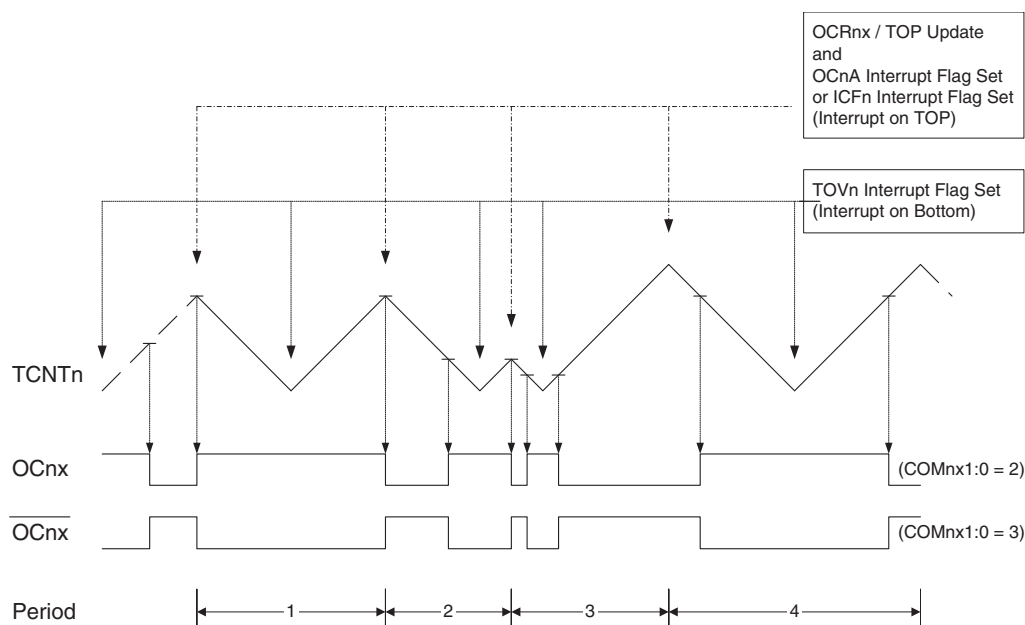 OCRnx / TOP Update
and
OCnA Interrupt Flag Set
or ICFn Interrupt Flag Set
(Interrupt on TOP)
TOVn Interrupt Flag Set
(Interrupt on Bottom)
TCNTn
OCnx
(COMnx1:0 = 2)
OCnx
(COMnx1:0 = 3)
Period
1
2
3
4